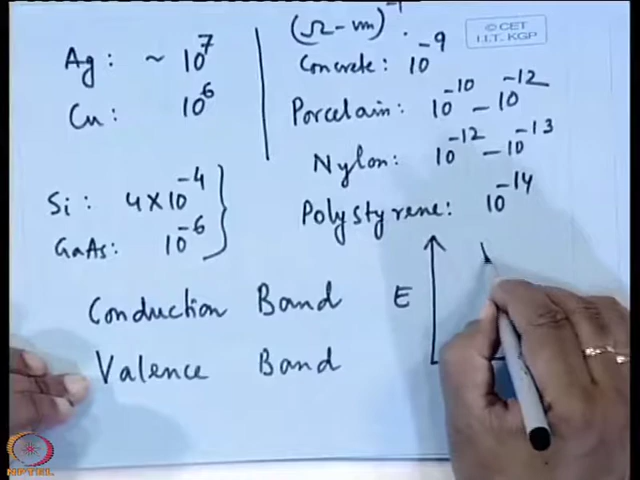 (Ω-m)⁻¹.
© CET
I.I.T. KGP
Ag: ~ 10⁷
Concrete: 10⁻⁹
Cu: 10⁶
Porcelain: 10⁻¹⁰ – 10⁻¹²
Nylon: 10⁻¹² – 10⁻¹³
Si: 4×10⁻⁴
Polystyrene: 10⁻¹⁴
GaAs: 10⁻⁶
Conduction Band E
Valence Band
NPTEL